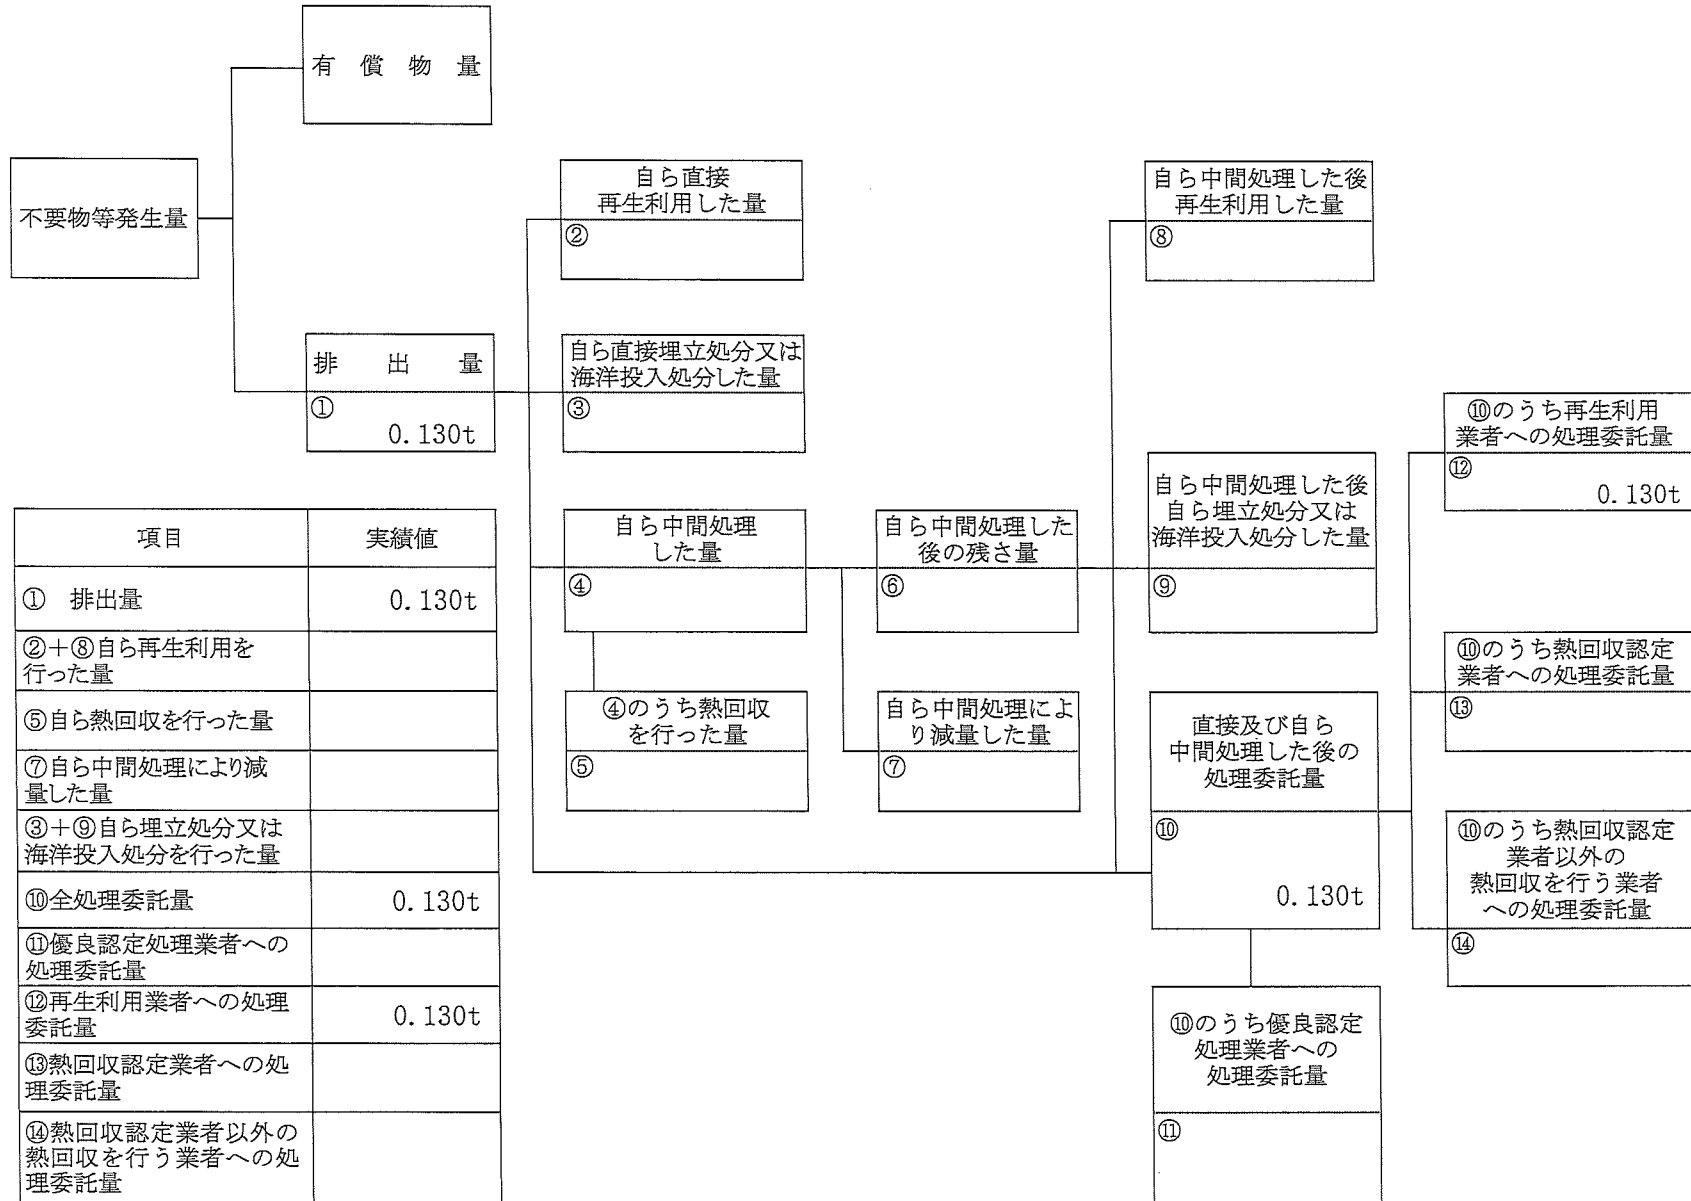 有償物量
不要物等発生量
自ら直接
再生利用した量
②
自ら中間処理した後
再生利用した量
⑧
排出量
①
0.130t
自ら直接埋立処分又は
海洋投入処分した量
③
⑩のうち再生利用
業者への処理委託量
⑫
0.130t
自ら中間処理
した量
④
自ら中間処理した
後の残さ量
⑥
自ら中間処理した後
自ら埋立処分又は
海洋投入処分した量
⑨
④のうち熱回収
を行った量
⑤
自ら中間処理によ
り減量した量
⑦
直接及び自ら
中間処理した後の
処理委託量
⑩
0.130t
⑩のうち熱回収認定
業者への処理委託量
⑬
⑩のうち熱回収認定
業者以外の
熱回収を行う業者
への処理委託量
⑭
⑩のうち優良認定
処理業者への
処理委託量
⑪
項目 実績値
① 排出量 0.130t
②+⑧自ら再生利用を
行った量
⑤自ら熱回収を行った量
⑦自ら中間処理により減
量した量
③+⑨自ら埋立処分又は
海洋投入処分を行った量
⑩全処理委託量 0.130t
⑪優良認定処理業者への
処理委託量
⑫再生利用業者への処理
委託量 0.130t
⑬熱回収認定業者への処
理委託量
⑭熱回収認定業者以外の
熱回収を行う業者への処
理委託量